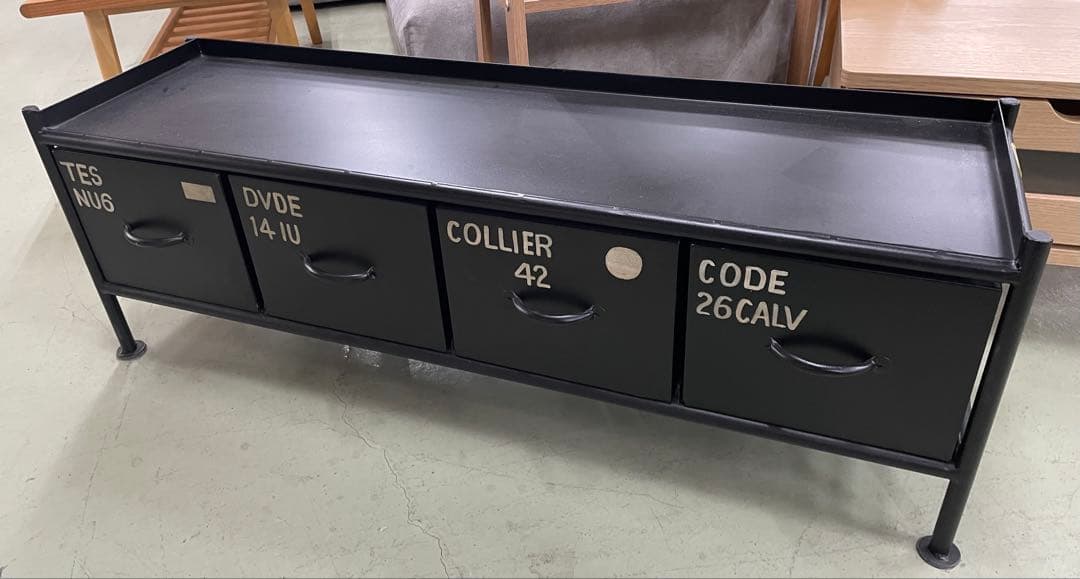 TES
NU6
DVDE
14 IU
COLLIER
42
CODE
26CALV